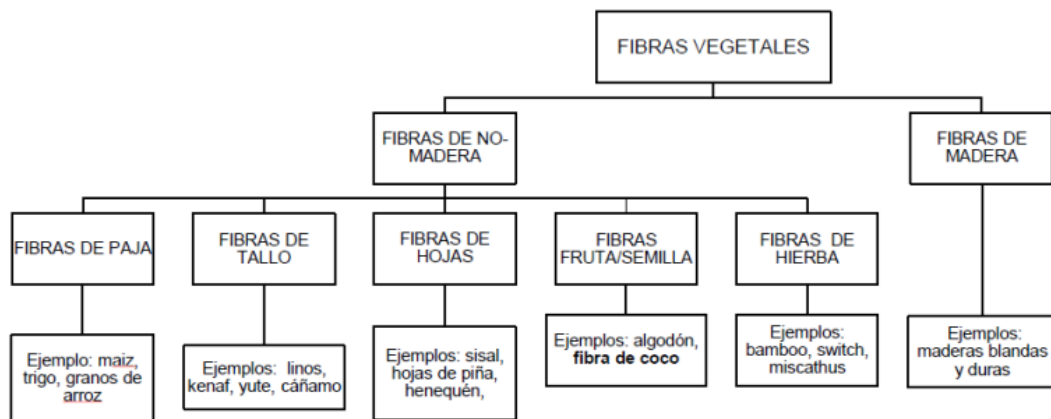 FIBRAS VEGETALES
FIBRAS DE NO-
MADERA
FIBRAS DE
MADERA
FIBRAS DE PAJA
FIBRAS DE
TALLO
FIBRAS DE
HOJAS
FIBRAS
FRUTA/SEMILLA
FIBRAS DE
HIERBA
Ejemplo: maiz,
trigo, granos de
arroz
Ejemplos: linos,
kenaf, yute, cáñamo
Ejemplos: sisal,
hojas de piña,
henequén,
Ejemplos: algodón,
fibra de coco
Ejemplos:
bamboo, switch,
miscathus
Ejemplos:
maderas blandas
y duras